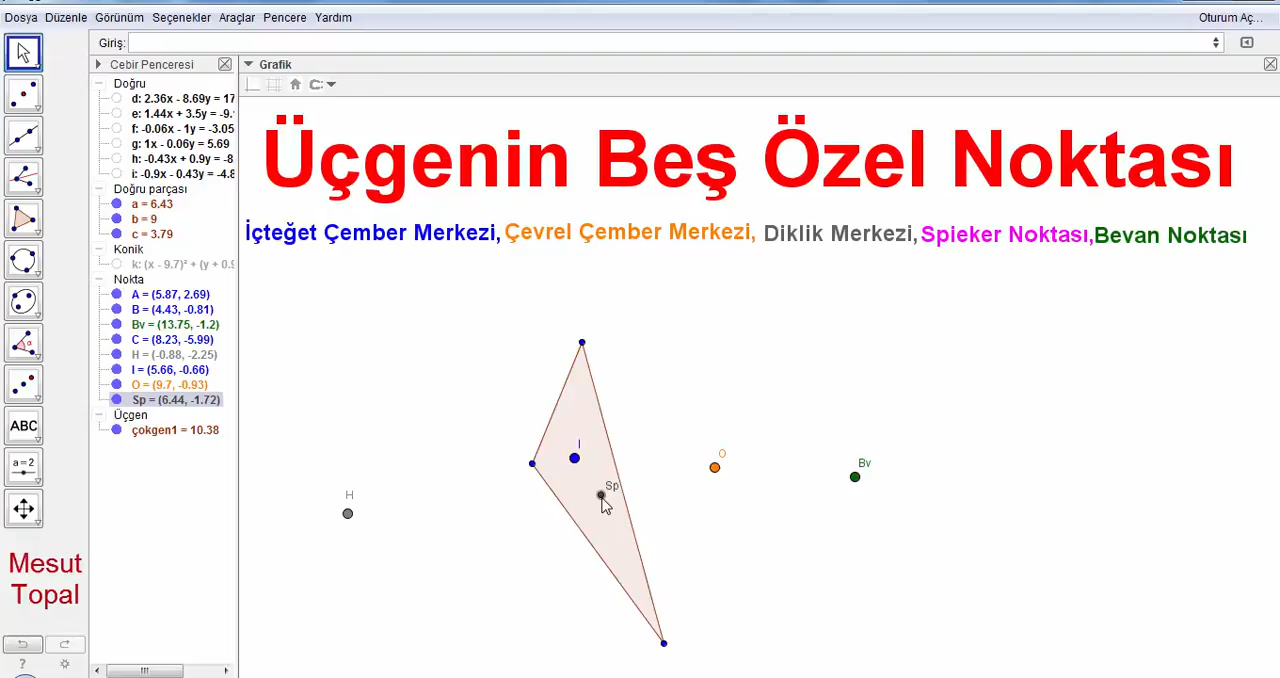 Dosya Düzenle Görünüm Seçenekler Araçlar Pencere Yardım Oturum Aç...
Giriş:
Cebir Penceresi
Grafik
Doğru
d: 2.36x - 8.69y = 17
e: 1.44x + 3.5y = -9.
f: -0.06x - 1y = -3.05
g: 1x - 0.06y = 5.69
h: -0.43x + 0.9y = -8
i: -0.9x - 0.43y = -4.8
Doğru parçası
a = 6.43
b = 9
c = 3.79
Konik
k: (x - 9.7)² + (y + 0.9
Nokta
A = (5.87, 2.69)
B = (4.43, -0.81)
Bv = (13.75, -1.2)
C = (8.23, -5.99)
H = (-0.88, -2.25)
I = (5.66, -0.66)
O = (9.7, -0.93)
Sp = (6.44, -1.72)
Üçgen
çokgen1 = 10.38
ABC
a=2
Mesut
Topal
Üçgenin Beş Özel Noktası
İçteğet Çember Merkezi, Çevrel Çember Merkezi, Diklik Merkezi, Spieker Noktası, Bevan Noktası
I
O
Bv
Sp
H